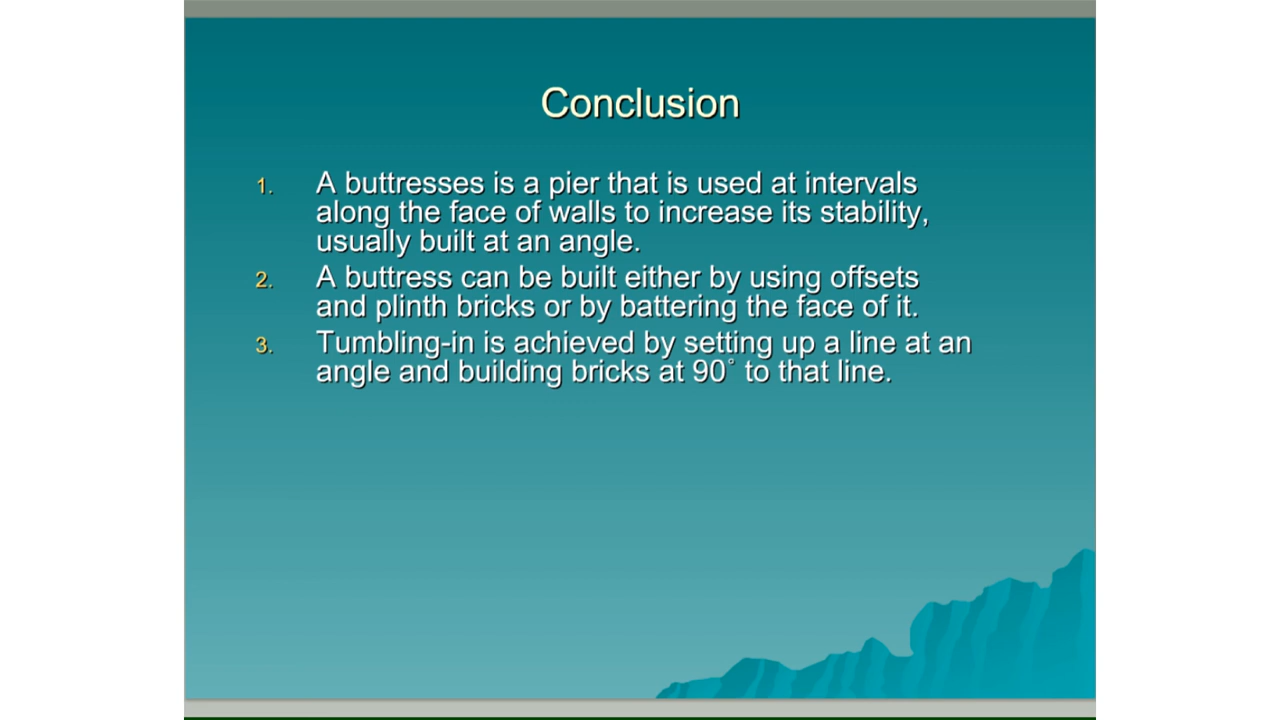 Conclusion
1. A buttresses is a pier that is used at intervals
along the face of walls to increase its stability,
usually built at an angle.
2. A buttress can be built either by using offsets
and plinth bricks or by battering the face of it.
3. Tumbling-in is achieved by setting up a line at an
angle and building bricks at 90˚ to that line.